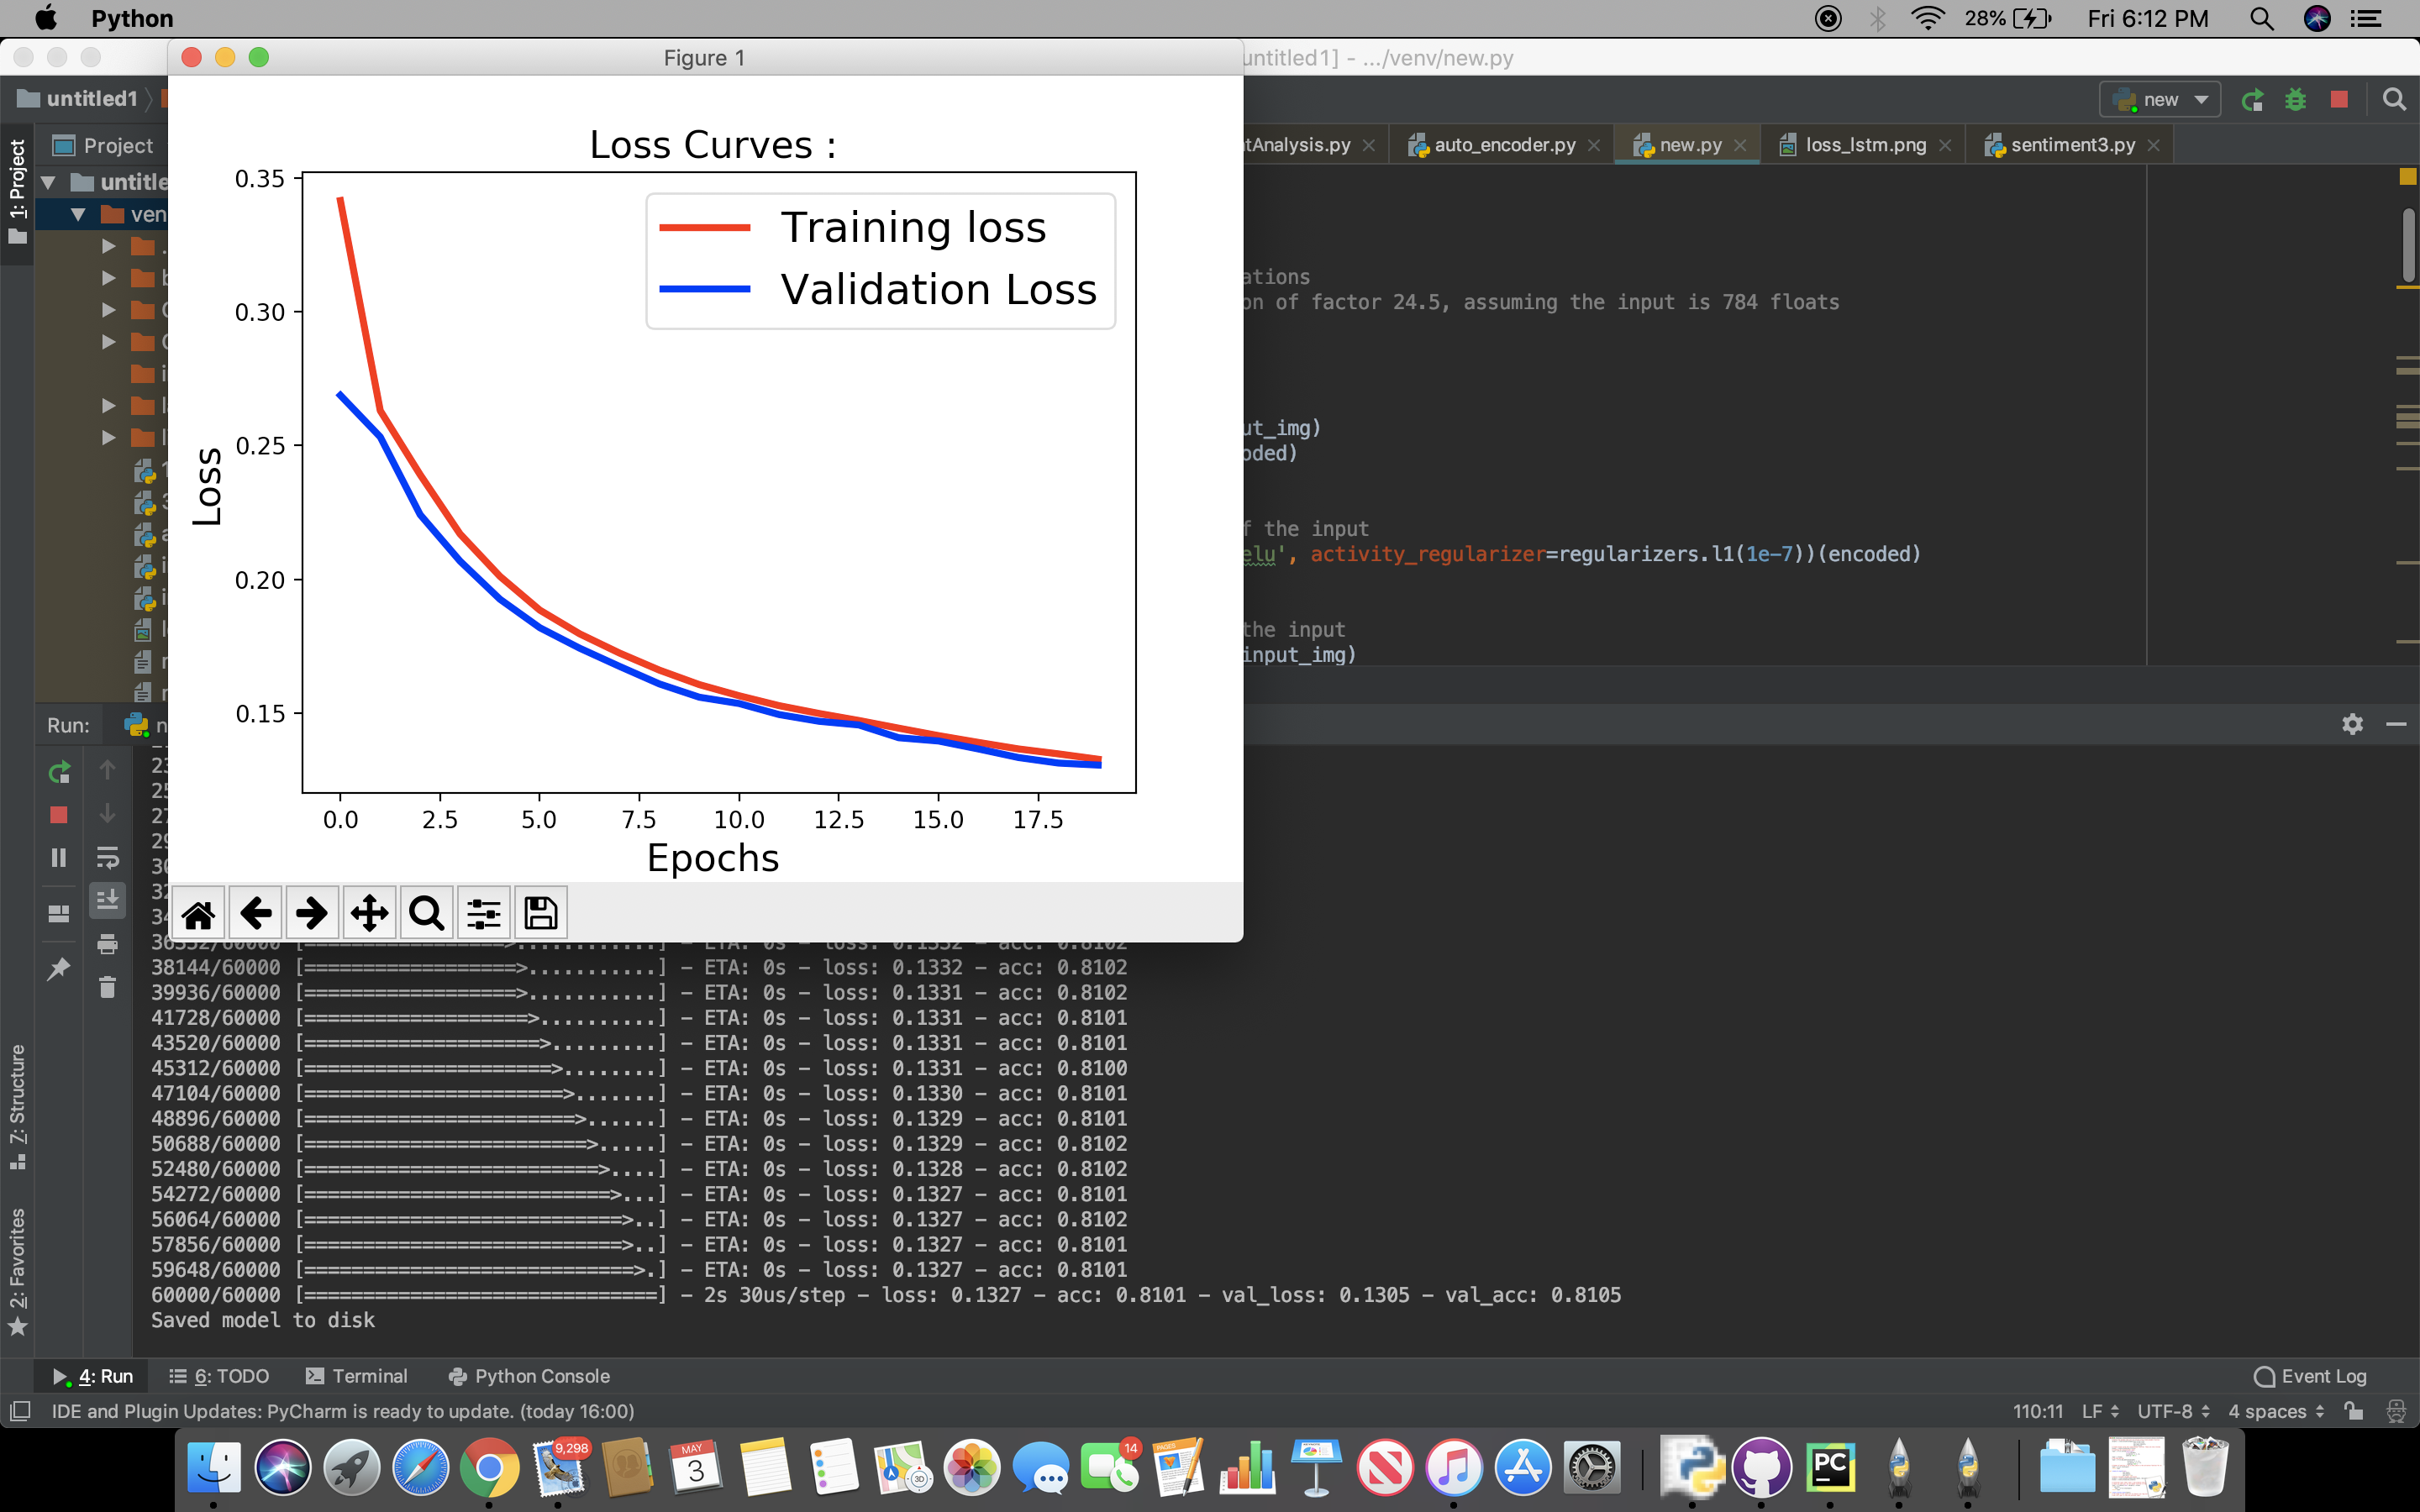 Python
28%
Fri 6:12 PM
Figure 1
untitled1] - .../venv/new.py
untitled1
new
1: Project
Project
tAnalysis.py
auto_encoder.py
new.py
loss_lstm.png
sentiment3.py
Loss Curves :
Training loss
Validation Loss
0.35
0.30
0.25
0.20
0.15
Loss
0.0 2.5 5.0 7.5 10.0 12.5 15.0 17.5
Epochs
ations
on of factor 24.5, assuming the input is 784 floats
ut_img)
oded)
f the input
elu', activity_regularizer=regularizers.l1(1e-7))(encoded)
the input
input_img)
Run:
38144/60000 [==================>...........] - ETA: 0s - loss: 0.1332 - acc: 0.8102
39936/60000 [==================>...........] - ETA: 0s - loss: 0.1331 - acc: 0.8102
41728/60000 [===================>..........] - ETA: 0s - loss: 0.1331 - acc: 0.8101
43520/60000 [====================>.........] - ETA: 0s - loss: 0.1331 - acc: 0.8101
45312/60000 [=====================>........] - ETA: 0s - loss: 0.1331 - acc: 0.8100
47104/60000 [======================>.......] - ETA: 0s - loss: 0.1330 - acc: 0.8101
48896/60000 [=======================>......] - ETA: 0s - loss: 0.1329 - acc: 0.8101
50688/60000 [========================>.....] - ETA: 0s - loss: 0.1329 - acc: 0.8102
52480/60000 [=========================>....] - ETA: 0s - loss: 0.1328 - acc: 0.8102
54272/60000 [==========================>...] - ETA: 0s - loss: 0.1327 - acc: 0.8101
56064/60000 [===========================>..] - ETA: 0s - loss: 0.1327 - acc: 0.8102
57856/60000 [===========================>..] - ETA: 0s - loss: 0.1327 - acc: 0.8101
59648/60000 [============================>.] - ETA: 0s - loss: 0.1327 - acc: 0.8101
60000/60000 [==============================] - 2s 30us/step - loss: 0.1327 - acc: 0.8101 - val_loss: 0.1305 - val_acc: 0.8105
Saved model to disk
7: Structure
2: Favorites
4: Run
6: TODO
Terminal
Python Console
Event Log
IDE and Plugin Updates: PyCharm is ready to update. (today 16:00)
110:11 LF UTF-8 4 spaces
9,298
MAY
3
3D
14
PAGES
PC